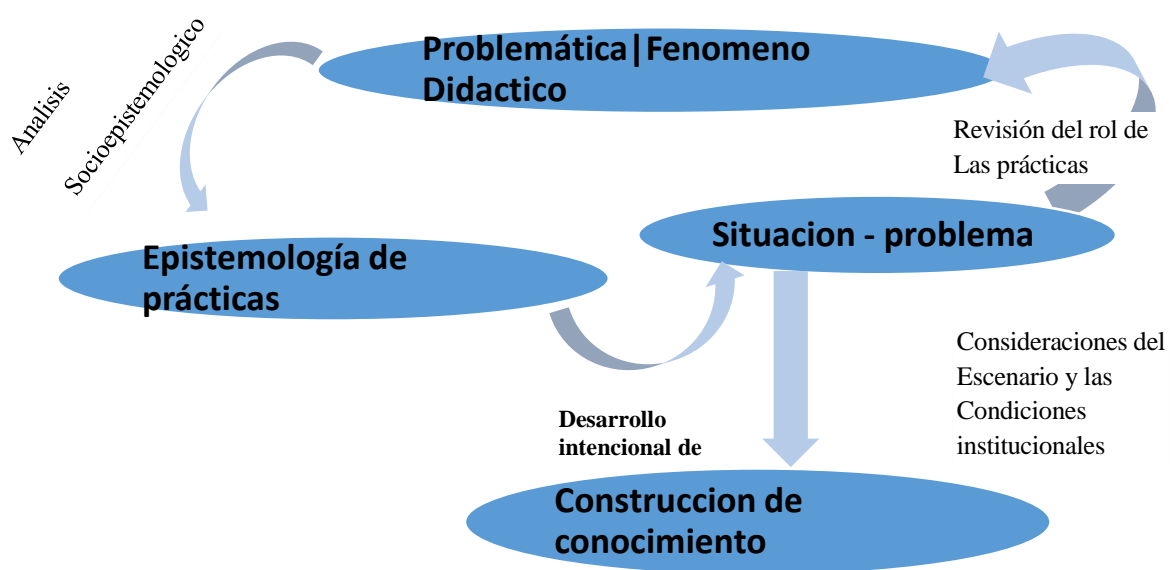 Problemática|Fenomeno
Didactico
Analisis
Socioepistemologico
Revisión del rol de
Las prácticas
Situacion - problema
Epistemología de
prácticas
Consideraciones del
Escenario y las
Condiciones
institucionales
Desarrollo
intencional de
Construccion de
conocimiento